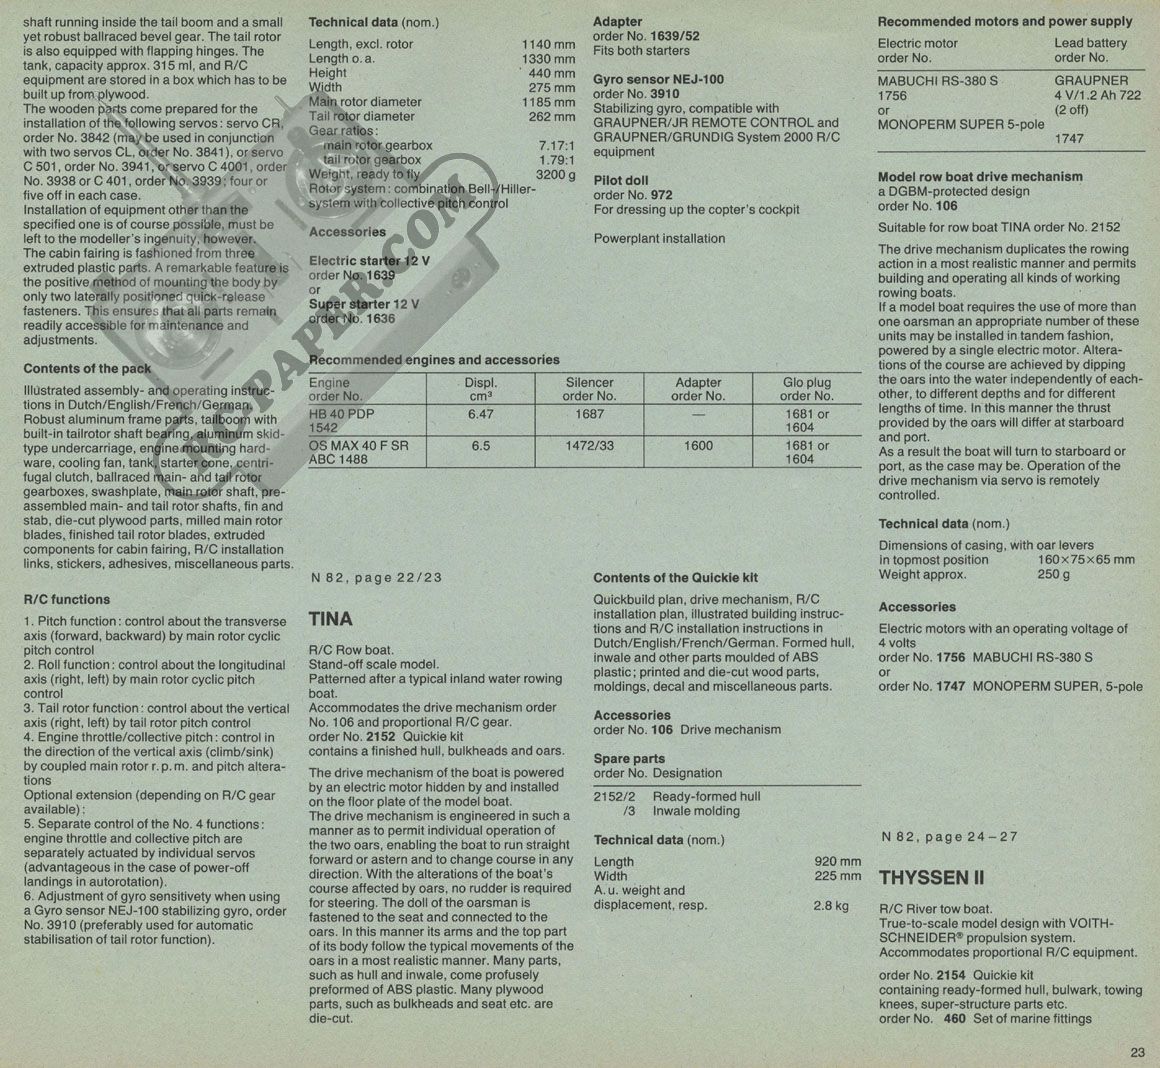 shaft running inside the tail boom and a small
yet robust ballraced bevel gear. The tail rotor
is also equipped with flapping hinges. The
tank, capacity approx. 315 ml, and R/C
equipment are stored in a box which has to be
built up from plywood.
The wooden parts come prepared for the
installation of the following servos: servo CR,
order No. 3842 (may be used in conjunction
with two servos CL, order No. 3841), or servo
C 501, order No. 3941, or servo C 4001, order
No. 3938 or C 401, order No. 3939; four or
five off in each case.
Installation of equipment other than the
specified one is of course possible, must be
left to the modeller's ingenuity, however.
The cabin fairing is fashioned from three
extruded plastic parts. A remarkable feature is
the positive method of mounting the body by
only two laterally positioned quick-release
fasteners. This ensures that all parts remain
readily accessible for maintenance and
adjustments.
Contents of the pack
Illustrated assembly- and operating instruc-
tions in Dutch/English/French/German.
Robust aluminum frame parts, tailboom with
built-in tailrotor shaft bearing, aluminum skid-
type undercarriage, engine mounting hard-
ware, cooling fan, tank, starter cone, centri-
fugal clutch, ballraced main- and tail rotor
gearboxes, swashplate, main rotor shaft, pre-
assembled main- and tail rotor shafts, fin and
stab, die-cut plywood parts, milled main rotor
blades, finished tail rotor blades, extruded
components for cabin fairing, R/C installation
links, stickers, adhesives, miscellaneous parts.
R/C functions
1. Pitch function: control about the transverse
axis (forward, backward) by main rotor cyclic
pitch control
2. Roll function: control about the longitudinal
axis (right, left) by main rotor cyclic pitch
control
3. Tail rotor function: control about the vertical
axis (right, left) by tail rotor pitch control
4. Engine throttle/collective pitch: control in
the direction of the vertical axis (climb/sink)
by coupled main rotor r.p.m. and pitch altera-
tions
Optional extension (depending on R/C gear
available):
5. Separate control of the No. 4 functions:
engine throttle and collective pitch are
separately actuated by individual servos
(advantageous in the case of power-off
landings in autorotation).
6. Adjustment of gyro sensitivety when using
a Gyro sensor NEJ-100 stabilizing gyro, order
No. 3910 (preferably used for automatic
stabilisation of tail rotor function).
Technical data (nom.)
Length, excl. rotor 1140 mm
Length o.a. 1330 mm
Height 440 mm
Width 275 mm
Main rotor diameter 1185 mm
Tail rotor diameter 262 mm
Gear ratios:
main rotor gearbox 7.17:1
tail rotor gearbox 1.79:1
Weight, ready to fly 3200 g
Rotor system: combination Bell-/Hiller-
system with collective pitch control
Accessories
Electric starter 12 V
order No. 1639
or
Super starter 12 V
order No. 1636
Adapter
order No. 1639/52
Fits both starters
Gyro sensor NEJ-100
order No. 3910
Stabilizing gyro, compatible with
GRAUPNER/JR REMOTE CONTROL and
GRAUPNER/GRUNDIG System 2000 R/C
equipment
Pilot doll
order No. 972
For dressing up the copter's cockpit
Powerplant installation
Recommended engines and accessories
Engine Displ. Silencer Adapter Glo plug
order No. cm³ order No. order No. order No.
HB 40 PDP 6.47 1687 — 1681 or
1542 1604
OS MAX 40 F SR 6.5 1472/33 1600 1681 or
ABC 1488 1604
N 82, page 22/23
TINA
R/C Row boat.
Stand-off scale model.
Patterned after a typical inland water rowing
boat.
Accommodates the drive mechanism order
No. 106 and proportional R/C gear.
order No. 2152 Quickie kit
contains a finished hull, bulkheads and oars.
The drive mechanism of the boat is powered
by an electric motor hidden by and installed
on the floor plate of the model boat.
The drive mechanism is engineered in such a
manner as to permit individual operation of
the two oars, enabling the boat to run straight
forward or astern and to change course in any
direction. With the alterations of the boat's
course affected by oars, no rudder is required
for steering. The doll of the oarsman is
fastened to the seat and connected to the
oars. In this manner its arms and the top part
of its body follow the typical movements of the
oars in a most realistic manner. Many parts,
such as hull and inwale, come profusely
preformed of ABS plastic. Many plywood
parts, such as bulkheads and seat etc. are
die-cut.
Contents of the Quickie kit
Quickbuild plan, drive mechanism, R/C
installation plan, illustrated building instruc-
tions and R/C installation instructions in
Dutch/English/French/German. Formed hull,
inwale and other parts moulded of ABS
plastic; printed and die-cut wood parts,
moldings, decal and miscellaneous parts.
Accessories
order No. 106 Drive mechanism
Spare parts
order No. Designation
2152/2 Ready-formed hull
/3 Inwale molding
Technical data (nom.)
Length 920 mm
Width 225 mm
A.u. weight and
displacement, resp. 2.8 kg
Recommended motors and power supply
Electric motor Lead battery
order No. order No.
MABUCHI RS-380 S GRAUPNER
1756 4 V/1.2 Ah 722
or (2 off)
MONOPERM SUPER 5-pole
1747
Model row boat drive mechanism
a DGBM-protected design
order No. 106
Suitable for row boat TINA order No. 2152
The drive mechanism duplicates the rowing
action in a most realistic manner and permits
building and operating all kinds of working
rowing boats.
If a model boat requires the use of more than
one oarsman an appropriate number of these
units may be installed in tandem fashion,
powered by a single electric motor. Altera-
tions of the course are achieved by dipping
the oars into the water independently of each-
other, to different depths and for different
lengths of time. In this manner the thrust
provided by the oars will differ at starboard
and port.
As a result the boat will turn to starboard or
port, as the case may be. Operation of the
drive mechanism via servo is remotely
controlled.
Technical data (nom.)
Dimensions of casing, with oar levers
in topmost position 160×75×65 mm
Weight approx. 250 g
Accessories
Electric motors with an operating voltage of
4 volts
order No. 1756 MABUCHI RS-380 S
or
order No. 1747 MONOPERM SUPER, 5-pole
N 82, page 24–27
THYSSEN II
R/C River tow boat.
True-to-scale model design with VOITH-
SCHNEIDER® propulsion system.
Accommodates proportional R/C equipment.
order No. 2154 Quickie kit
containing ready-formed hull, bulwark, towing
knees, super-structure parts etc.
order No. 460 Set of marine fittings
23
RC-PAPER.COM